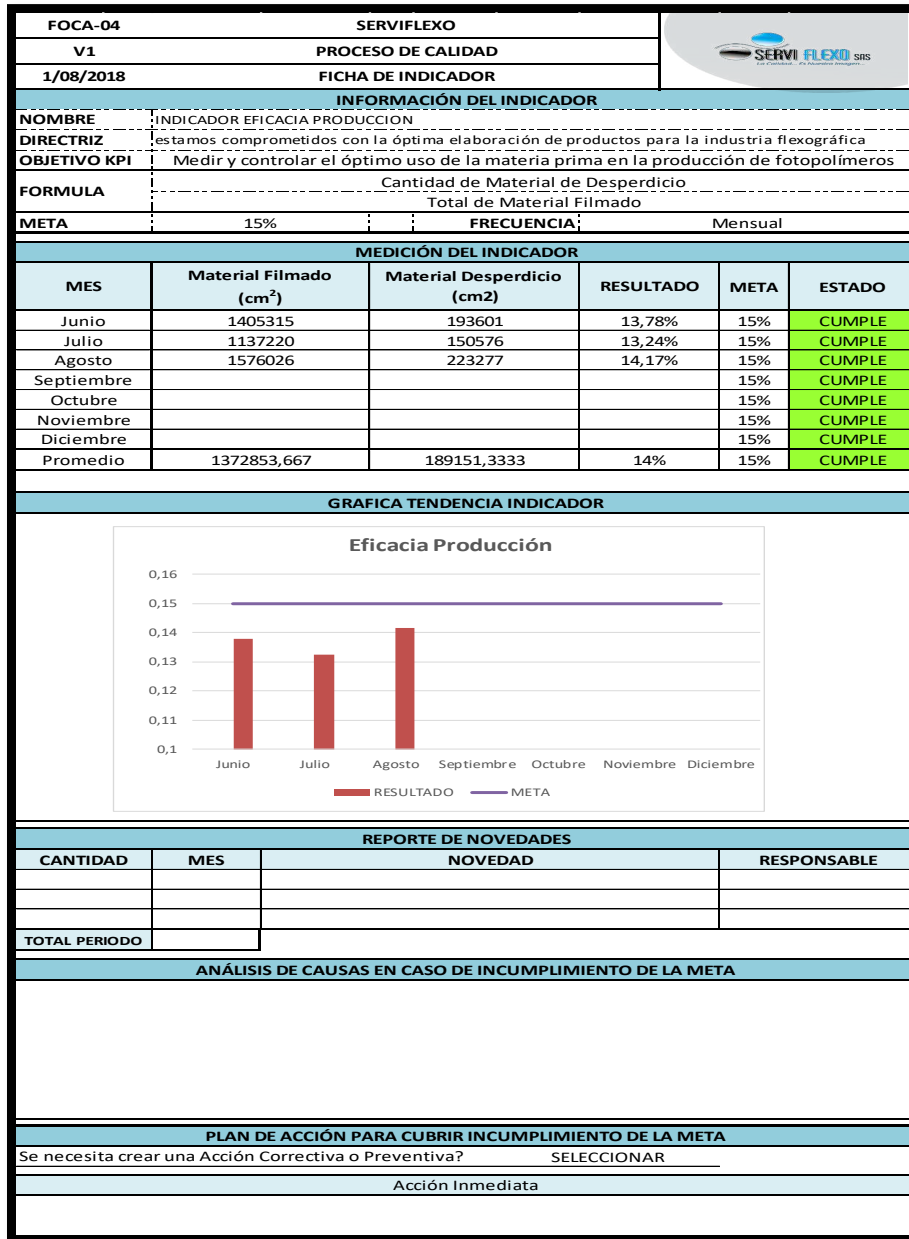 FOCA-04 SERVIFLEXO
V1 PROCESO DE CALIDAD
1/08/2018 FICHA DE INDICADOR
SERVI FLEXO SAS
La Calidad... Es Nuestra Imagen...
INFORMACIÓN DEL INDICADOR
NOMBRE INDICADOR EFICACIA PRODUCCION
DIRECTRIZ estamos comprometidos con la óptima elaboración de productos para la industria flexográfica
OBJETIVO KPI Medir y controlar el óptimo uso de la materia prima en la producción de fotopolímeros
FORMULA Cantidad de Material de Desperdicio
Total de Material Filmado
META 15% FRECUENCIA Mensual
MEDICIÓN DEL INDICADOR
MES Material Filmado (cm²) Material Desperdicio (cm2) RESULTADO META ESTADO
Junio 1405315 193601 13,78% 15% CUMPLE
Julio 1137220 150576 13,24% 15% CUMPLE
Agosto 1576026 223277 14,17% 15% CUMPLE
Septiembre 15% CUMPLE
Octubre 15% CUMPLE
Noviembre 15% CUMPLE
Diciembre 15% CUMPLE
Promedio 1372853,667 189151,3333 14% 15% CUMPLE
GRAFICA TENDENCIA INDICADOR
Eficacia Producción
0,16
0,15
0,14
0,13
0,12
0,11
0,1
Junio Julio Agosto Septiembre Octubre Noviembre Diciembre
RESULTADO META
REPORTE DE NOVEDADES
CANTIDAD MES NOVEDAD RESPONSABLE
TOTAL PERIODO
ANÁLISIS DE CAUSAS EN CASO DE INCUMPLIMIENTO DE LA META
PLAN DE ACCIÓN PARA CUBRIR INCUMPLIMIENTO DE LA META
Se necesita crear una Acción Correctiva o Preventiva? SELECCIONAR
Acción Inmediata